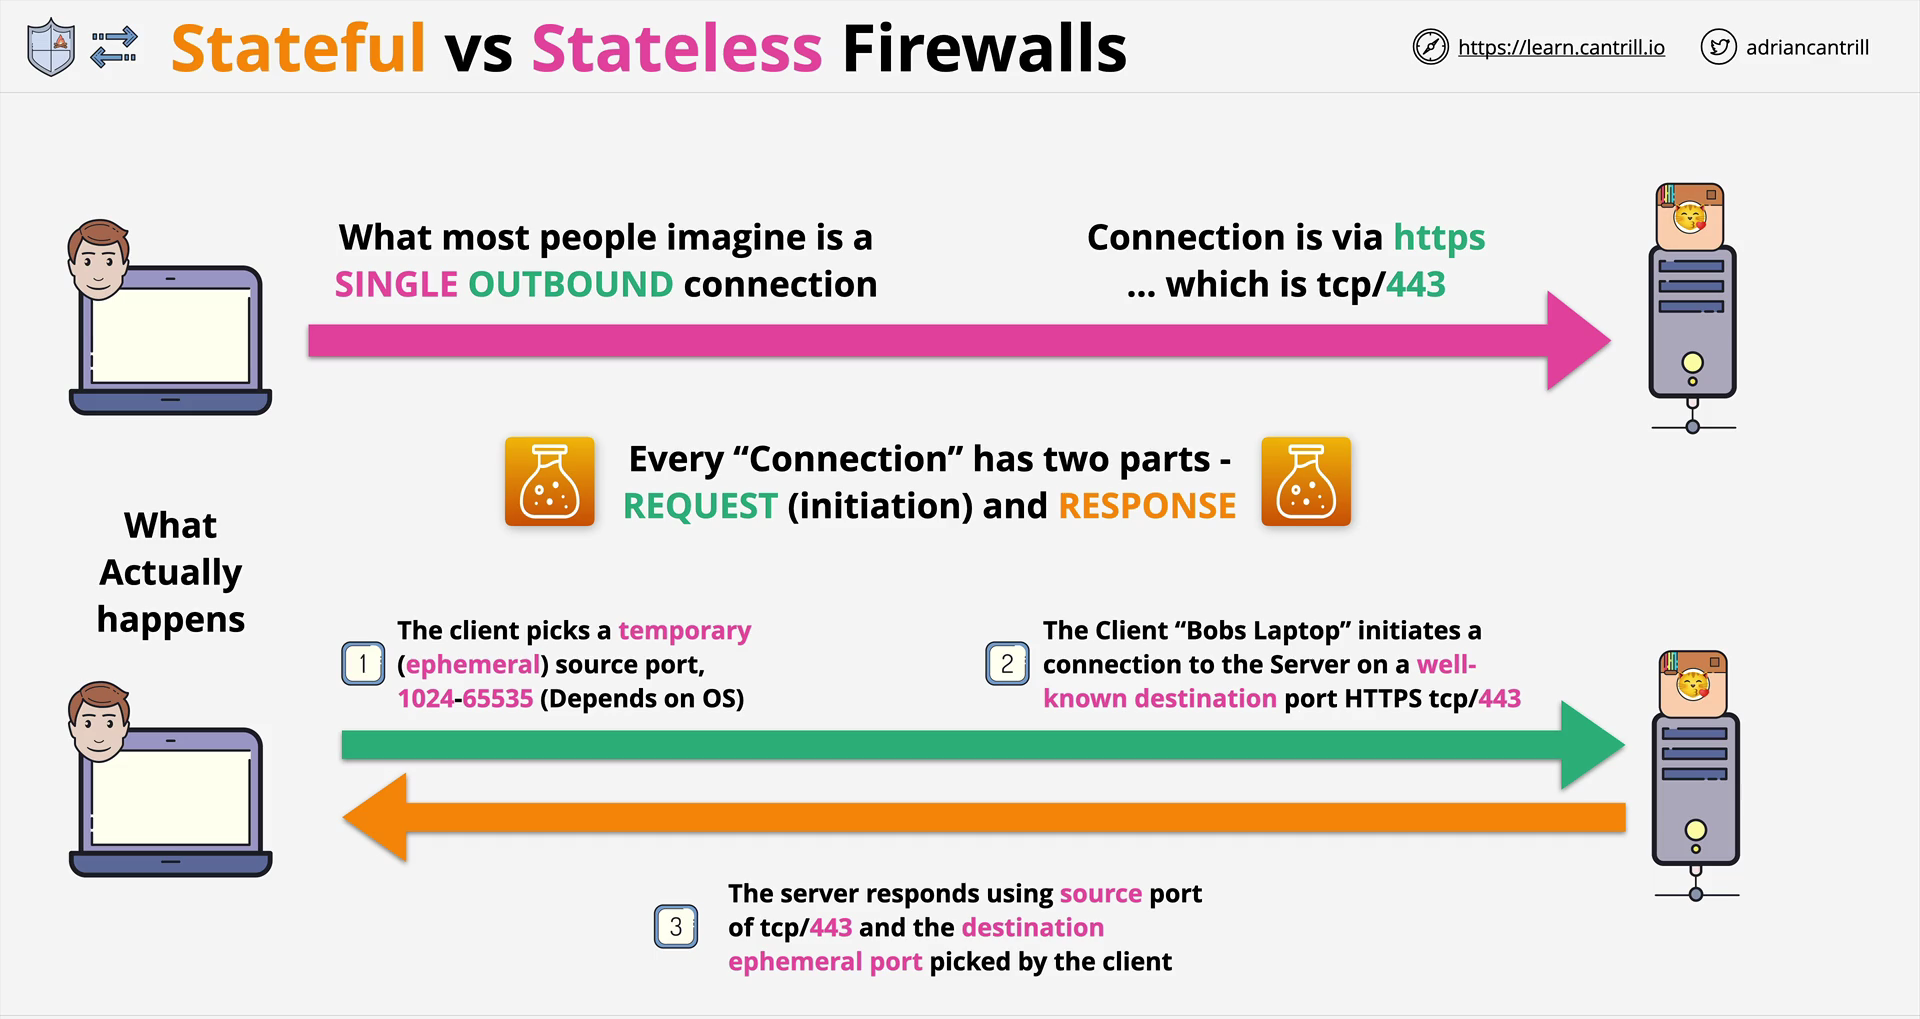 Stateful vs Stateless Firewalls
https://learn.cantrill.io
adriancantrill
What most people imagine is a
SINGLE OUTBOUND connection
Connection is via https
... which is tcp/443
Every “Connection” has two parts -
REQUEST (initiation) and RESPONSE
What
Actually
happens
1
The client picks a temporary
(ephemeral) source port,
1024-65535 (Depends on OS)
2
The Client “Bobs Laptop” initiates a
connection to the Server on a well-
known destination port HTTPS tcp/443
3
The server responds using source port
of tcp/443 and the destination
ephemeral port picked by the client